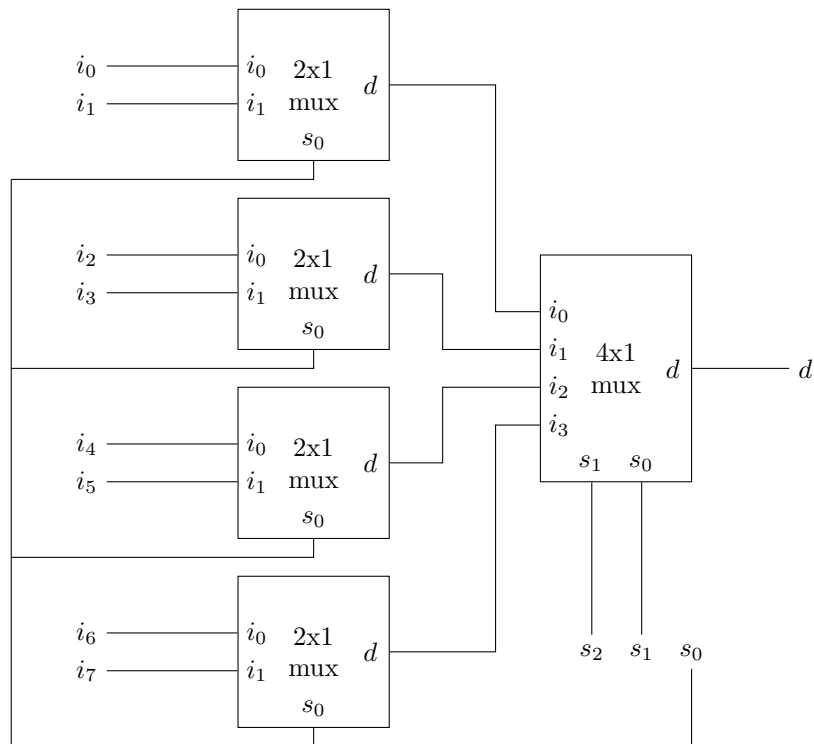 i₀ i₀ 2x1 d
i₁ i₁ mux
s₀
i₂ i₀ 2x1 d
i₃ i₁ mux
s₀
i₄ i₀ 2x1 d
i₅ i₁ mux
s₀
i₆ i₀ 2x1 d
i₇ i₁ mux
s₀
i₀
i₁ 4x1 d d
i₂ mux
i₃
s₁ s₀
s₂ s₁ s₀